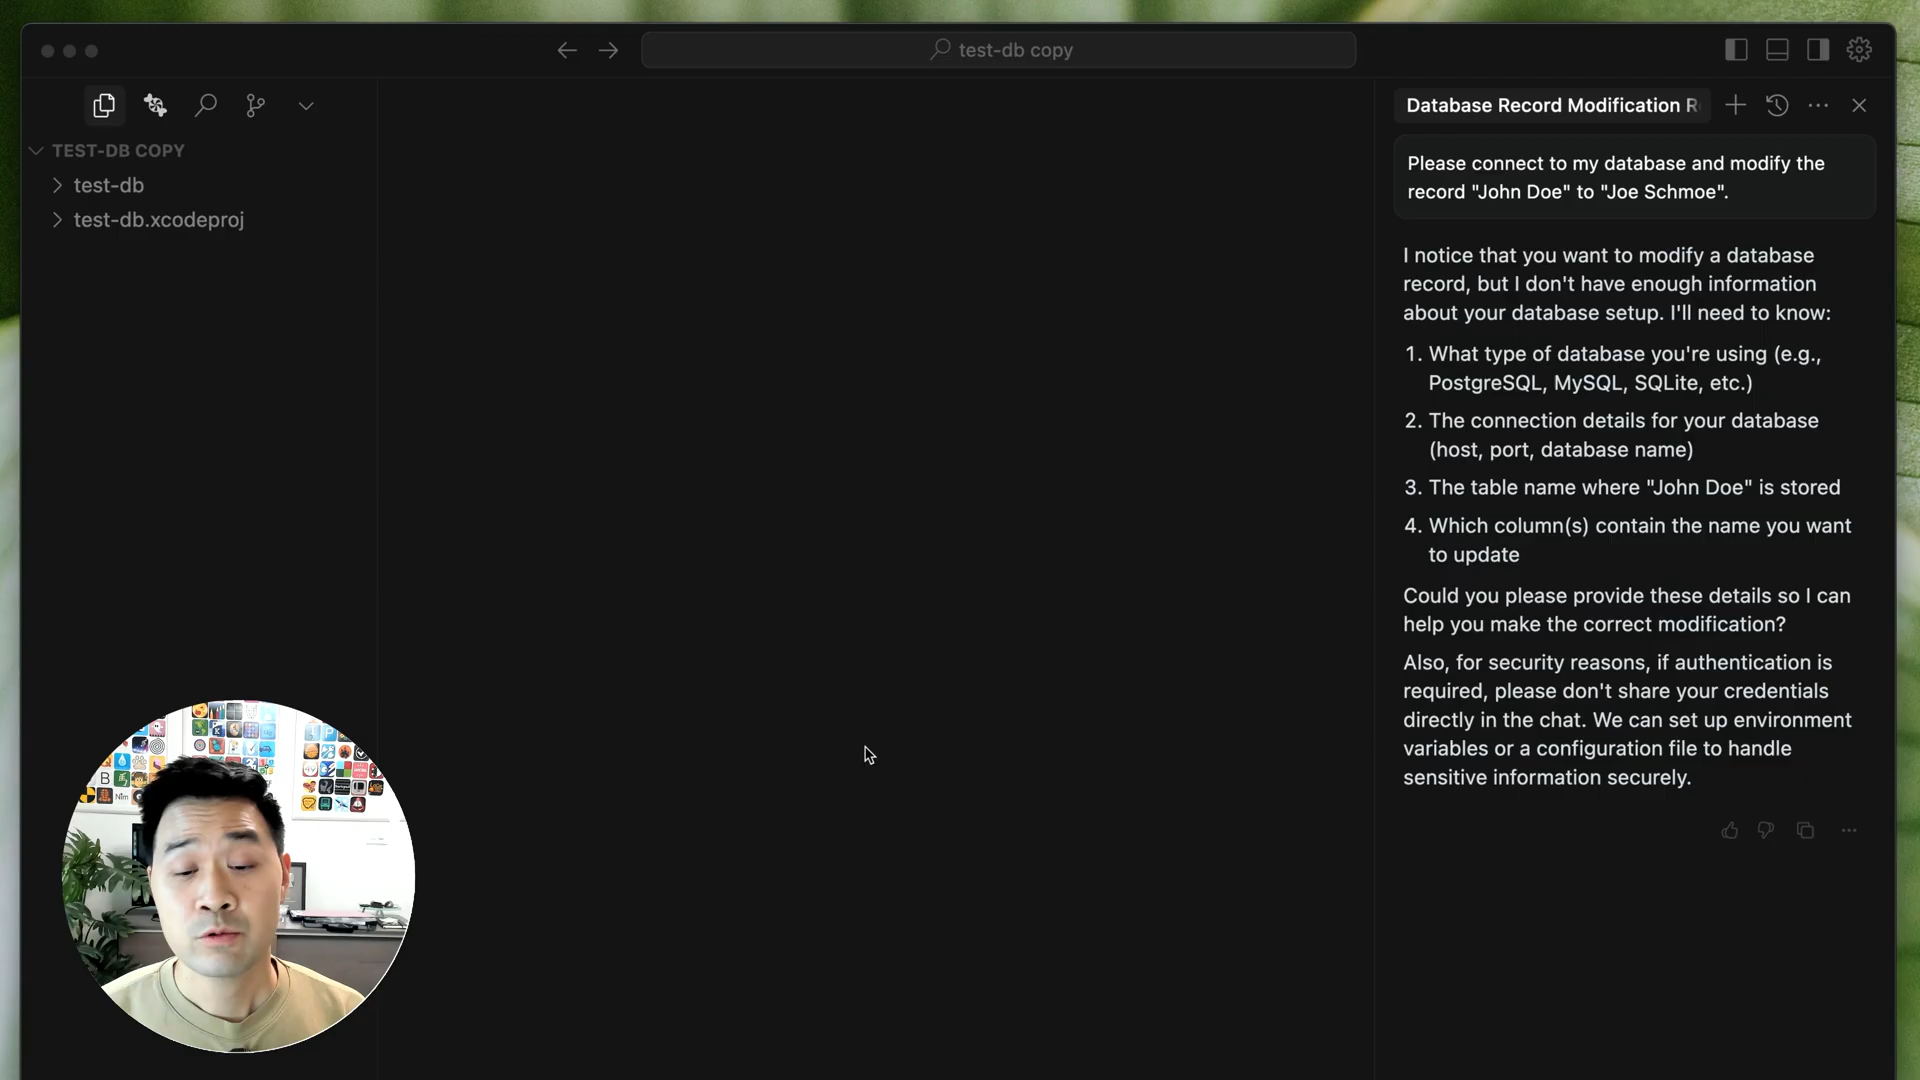 test-db copy
TEST-DB COPY
test-db
test-db.xcodeproj
Database Record Modification R
Please connect to my database and modify the
record "John Doe" to "Joe Schmoe".
I notice that you want to modify a database
record, but I don't have enough information
about your database setup. I'll need to know:
1. What type of database you're using (e.g.,
PostgreSQL, MySQL, SQLite, etc.)
2. The connection details for your database
(host, port, database name)
3. The table name where "John Doe" is stored
4. Which column(s) contain the name you want
to update
Could you please provide these details so I can
help you make the correct modification?
Also, for security reasons, if authentication is
required, please don't share your credentials
directly in the chat. We can set up environment
variables or a configuration file to handle
sensitive information securely.